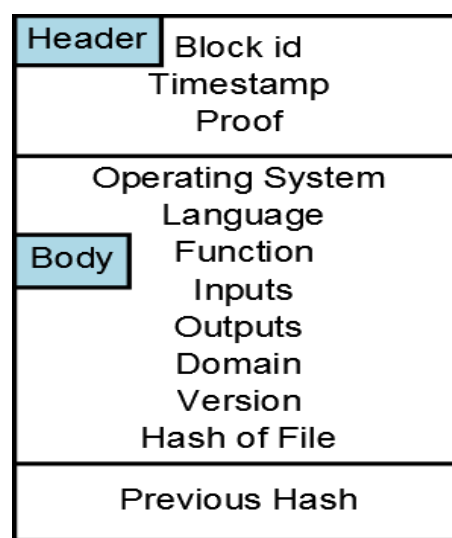 Header
Block id
Timestamp
Proof
Operating System
Language
Body
Function
Inputs
Outputs
Domain
Version
Hash of File
Previous Hash